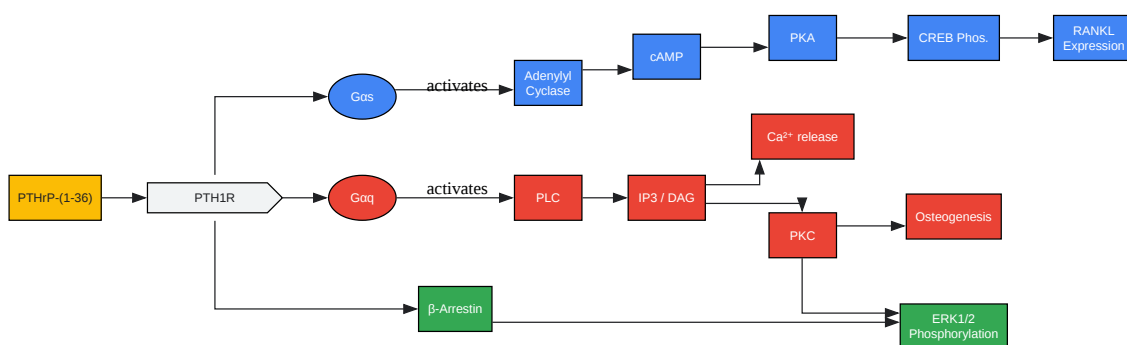 PKA
CREB Phos.
RANKL
Expression
cAMP
Adenylyl
Cyclase
activates
Gαs
Ca²⁺ release
PTHrP-(1-36)
PTH1R
Gαq
activates
PLC
IP3 / DAG
Osteogenesis
PKC
β-Arrestin
ERK1/2
Phosphorylation